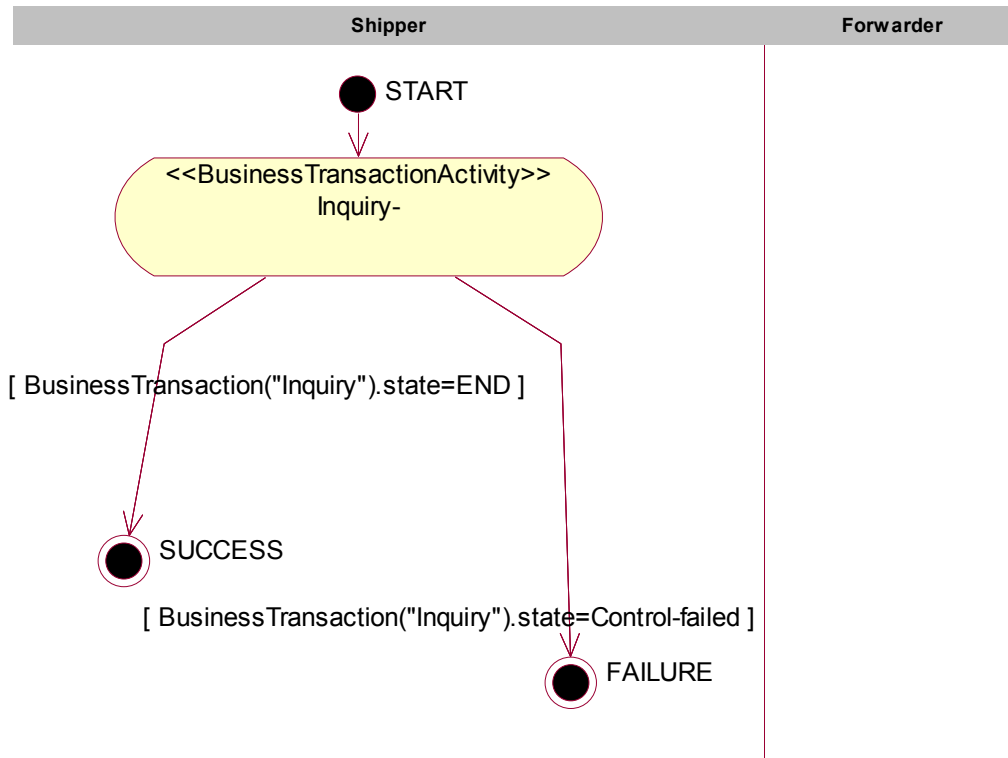 Shipper Forwarder
START
<<BusinessTransactionActivity>>
Inquiry-
[ BusinessTransaction("Inquiry").state=END ]
SUCCESS
[ BusinessTransaction("Inquiry").state=Control-failed ]
FAILURE